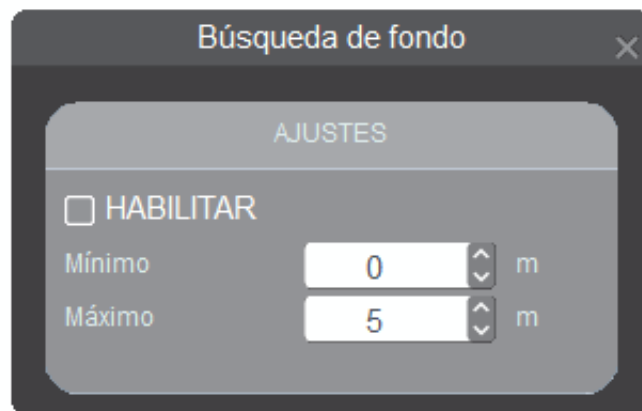 Búsqueda de fondo
AJUSTES
HABILITAR
Mínimo 0 m
Máximo 5 m